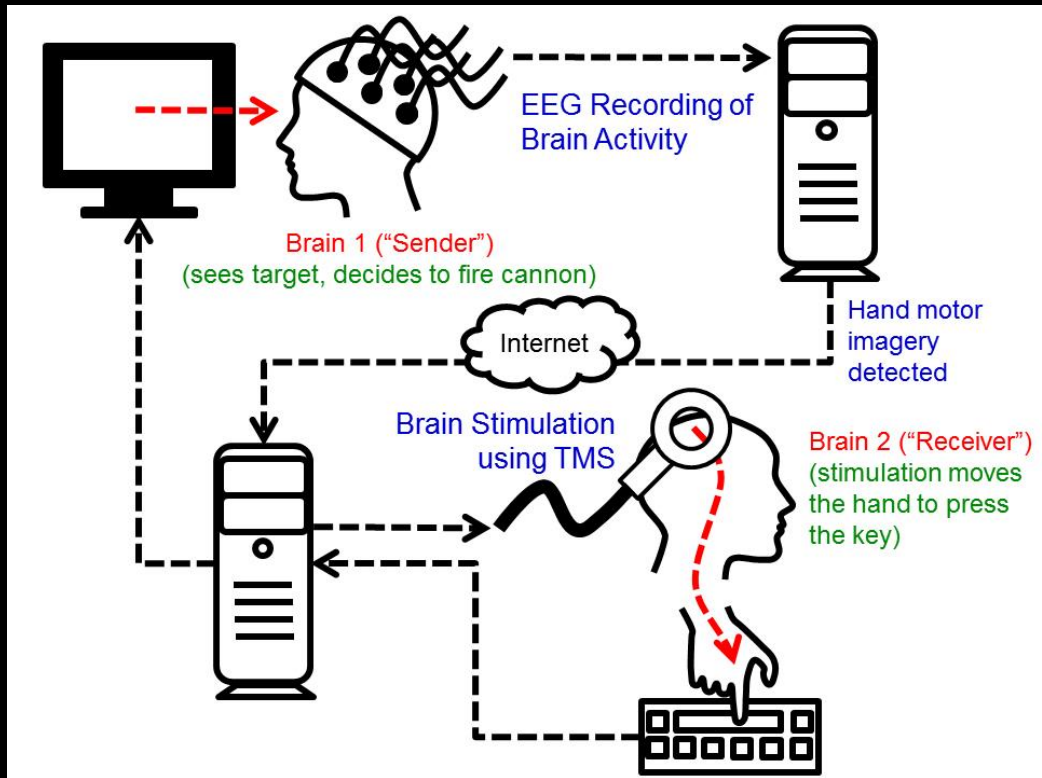 EEG Recording of
Brain Activity
Brain 1 (“Sender”)
(sees target, decides to fire cannon)
Hand motor
imagery
detected
Internet
Brain Stimulation
using TMS
Brain 2 (“Receiver”)
(stimulation moves
the hand to press
the key)